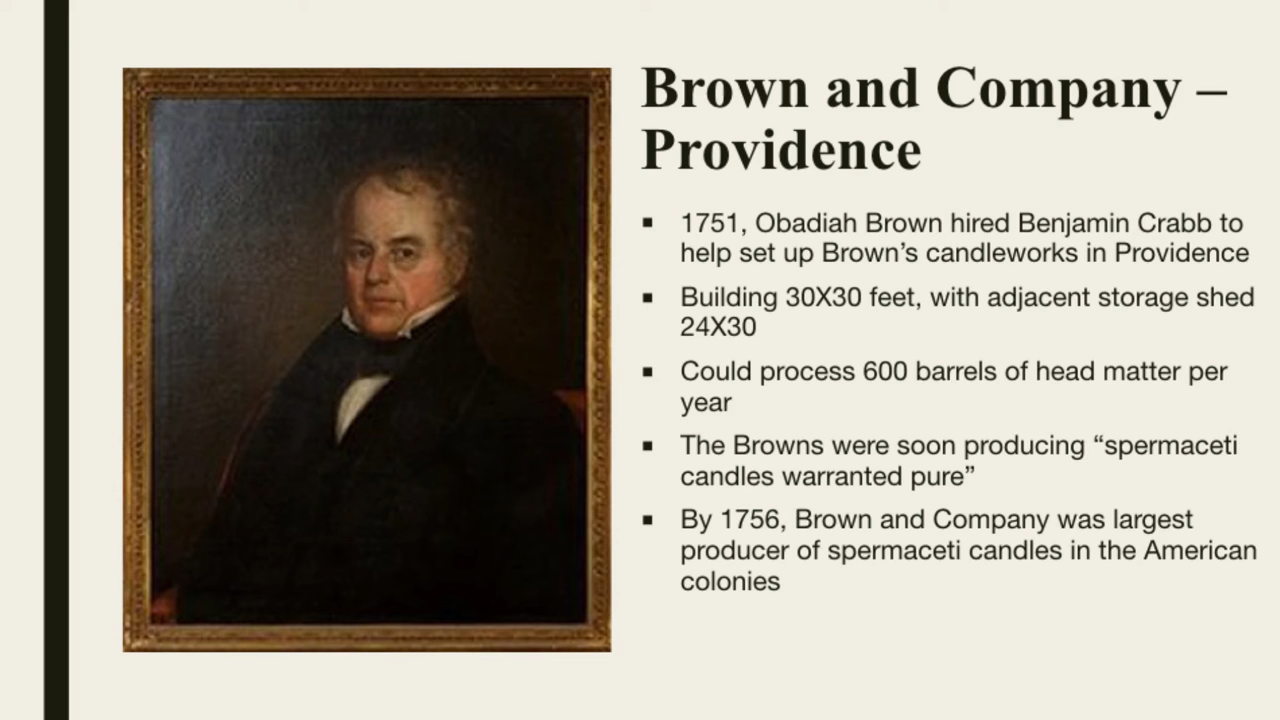 Brown and Company –
Providence
▪ 1751, Obadiah Brown hired Benjamin Crabb to
help set up Brown’s candleworks in Providence
▪ Building 30X30 feet, with adjacent storage shed
24X30
▪ Could process 600 barrels of head matter per
year
▪ The Browns were soon producing “spermaceti
candles warranted pure”
▪ By 1756, Brown and Company was largest
producer of spermaceti candles in the American
colonies